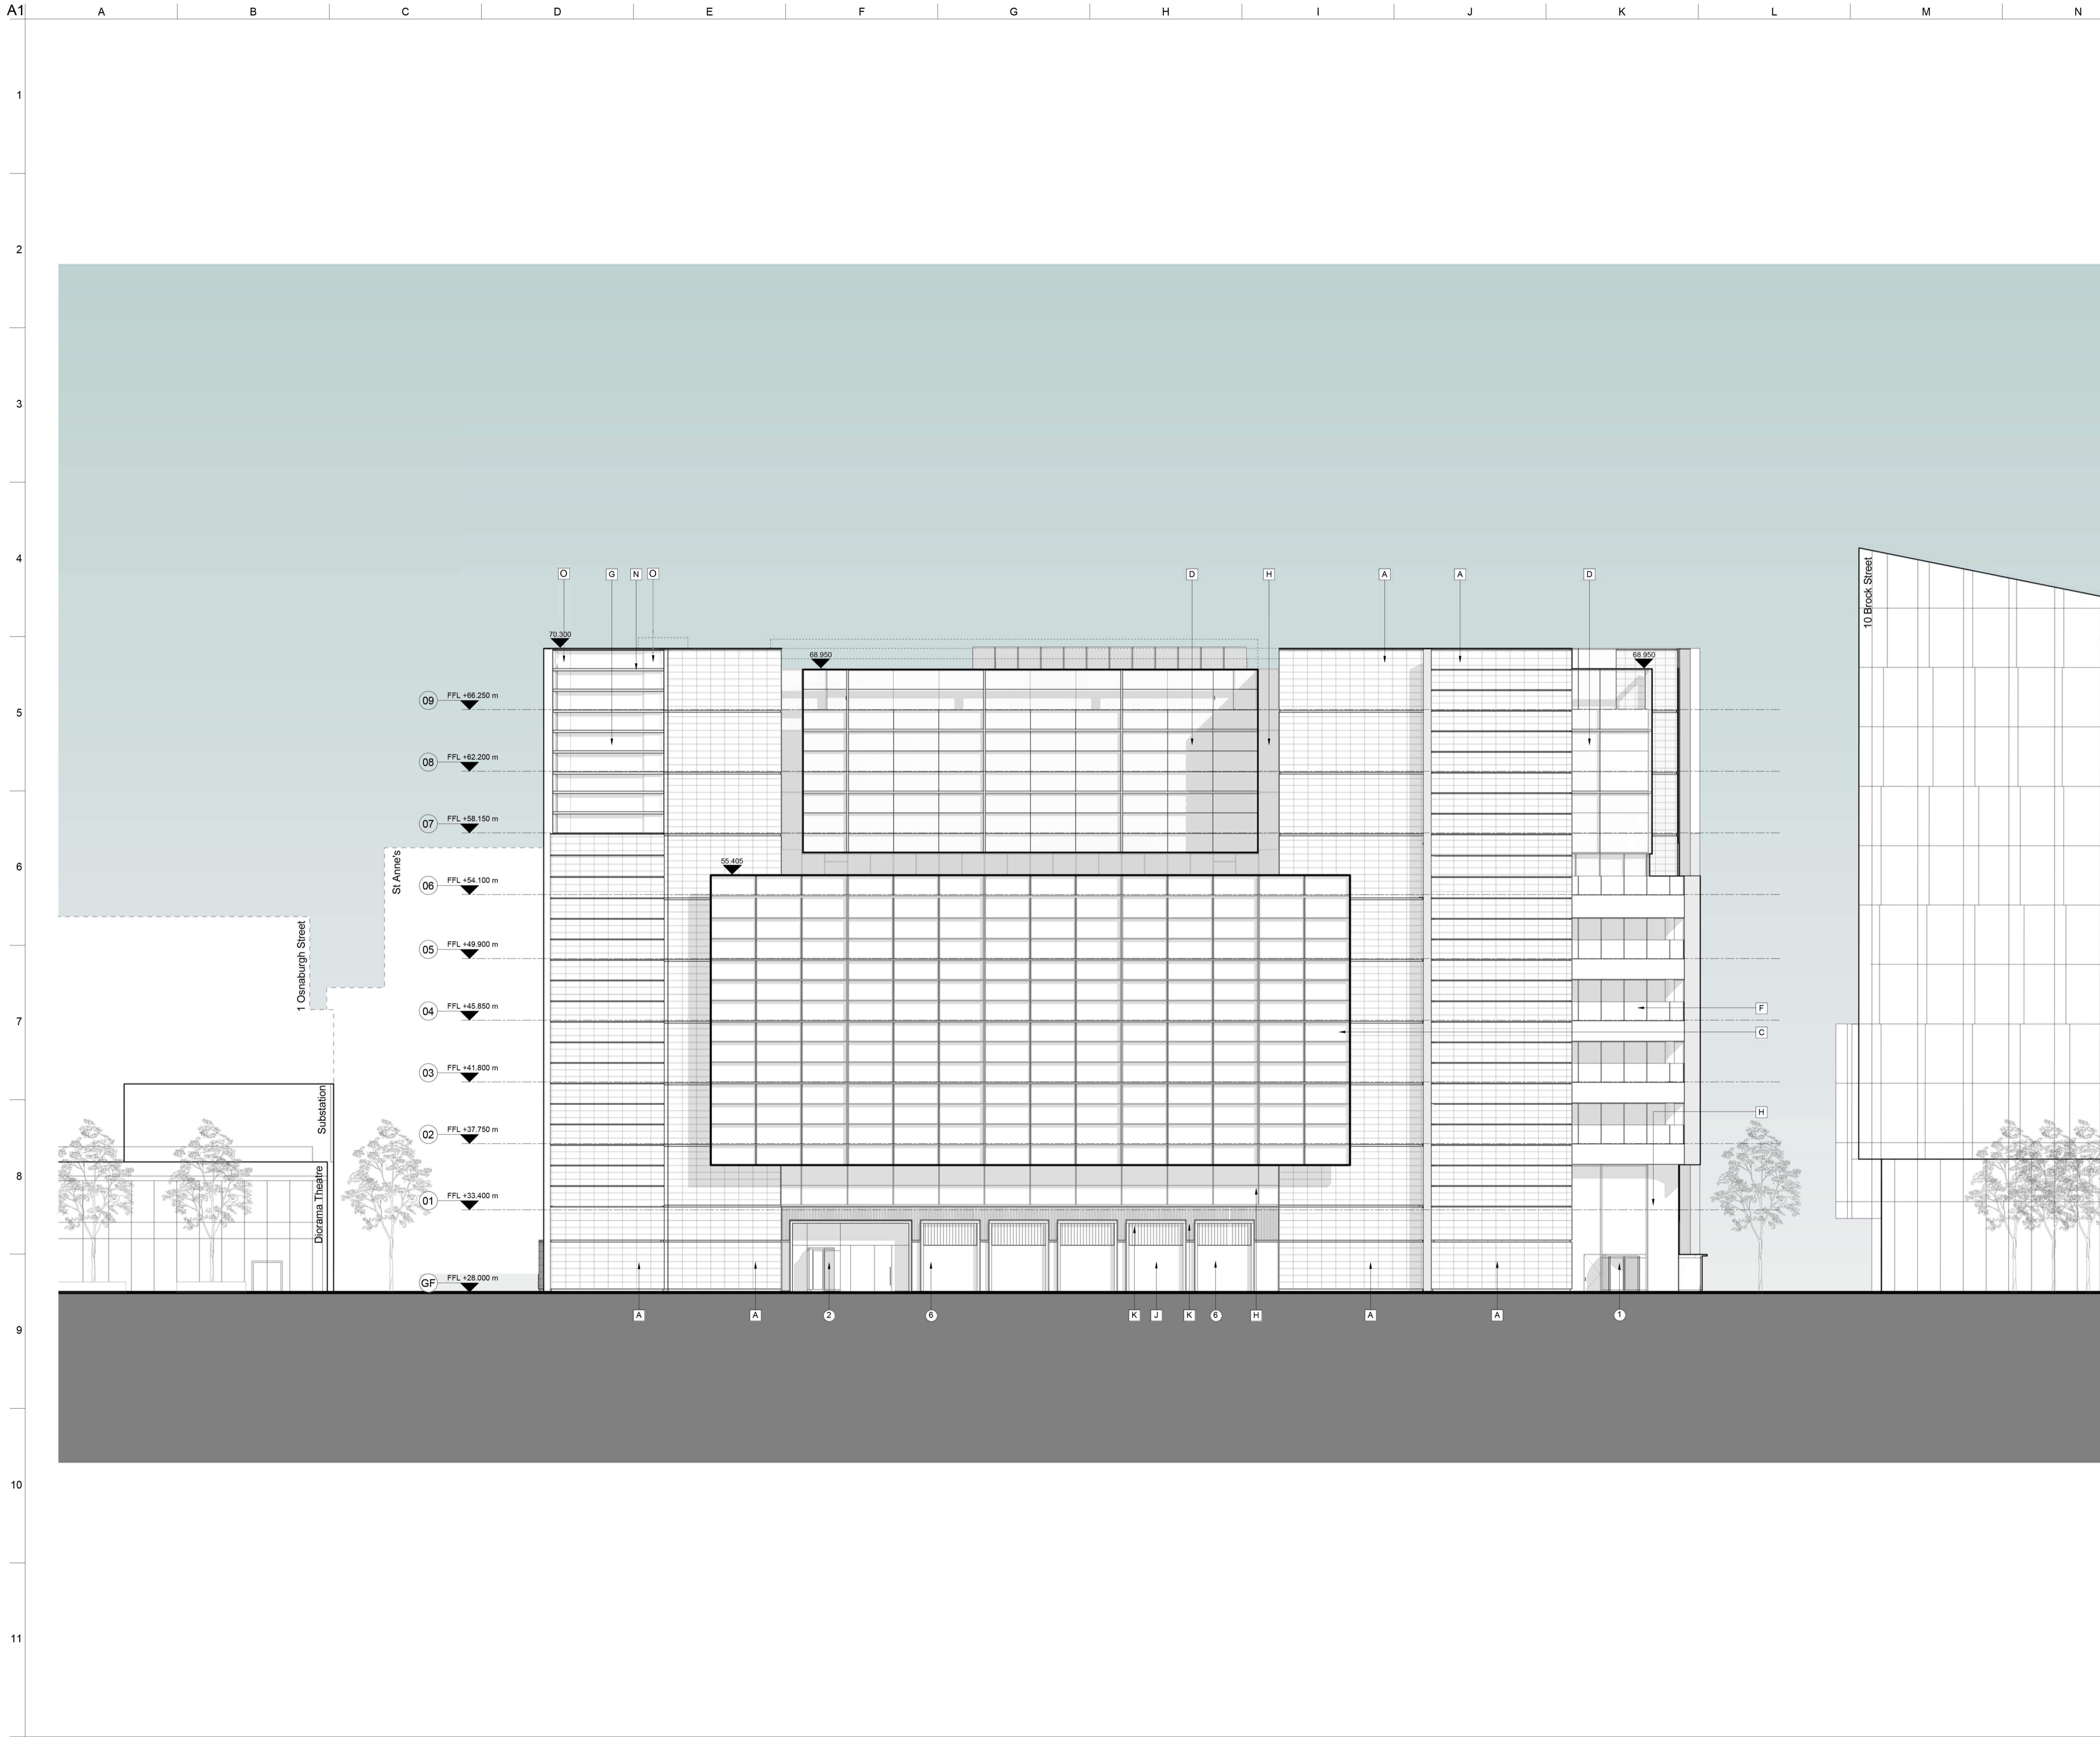 A1 A B C D E F G H I J K L M N
1
2
3
4
O G N O D H A A D
10 Brock Street
70.300
68.950
68.950
5
09 FFL +66.250 m
08 FFL +62.200 m
07 FFL +58.150 m
6
St Anne's
55.405
06 FFL +54.100 m
1 Osnaburgh Street
05 FFL +49.900 m
7
04 FFL +45.850 m
F
C
03 FFL +41.800 m
Substation
H
02 FFL +37.750 m
8
Diorama Theatre
01 FFL +33.400 m
GF FFL +28.000 m
A A 2 6 K J K 6 H A A 1
9
10
11